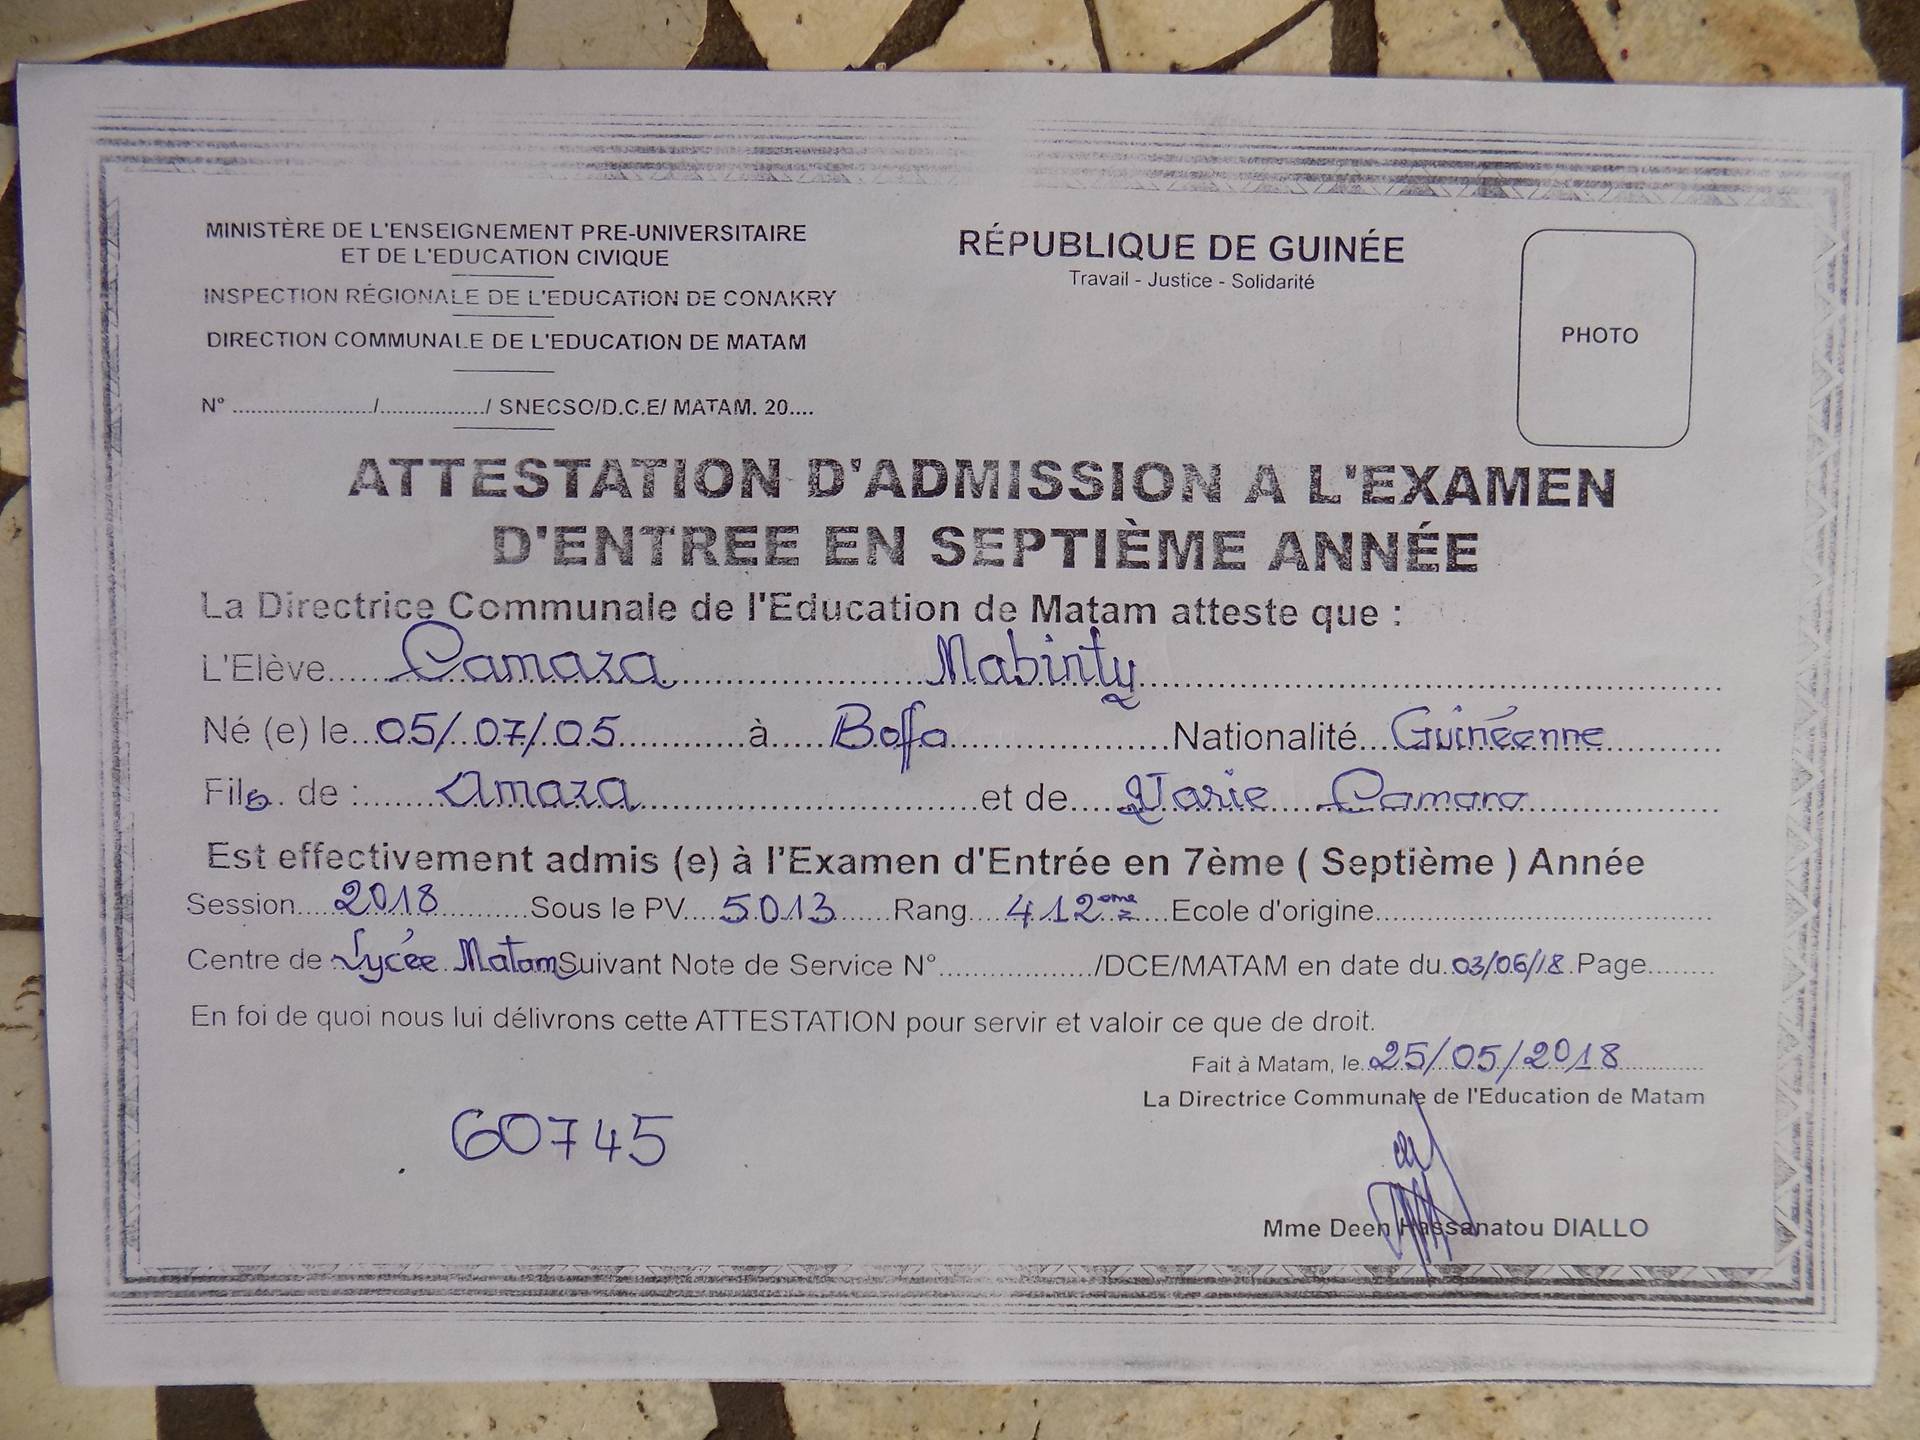 MINISTÈRE DE L'ENSEIGNEMENT PRE-UNIVERSITAIRE
ET DE L'EDUCATION CIVIQUE
INSPECTION RÉGIONALE DE L'EDUCATION DE CONAKRY
DIRECTION COMMUNALE DE L'EDUCATION DE MATAM
N° ......................../................../ SNECSO/D.C.E/ MATAM. 20....
RÉPUBLIQUE DE GUINÉE
Travail - Justice - Solidarité
PHOTO
ATTESTATION D'ADMISSION A L'EXAMEN
D'ENTREE EN SEPTIÈME ANNÉE
La Directrice Communale de l'Education de Matam atteste que :
L'Elève...... Camara .................... Mabinty ....................
Né (e) le.. 05/07/05 ............à..... Boffa ....................Nationalité... Guinéenne ..........
Fils. de :....... Amara ..............................et de..... Marie .... Camara ....................
Est effectivement admis (e) à l'Examen d'Entrée en 7ème ( Septième ) Année
Session.... 2018 ..........Sous le PV.... 5013 ......Rang.... 412ème ....Ecole d'origine..............................
Centre de Lycée Matam Suivant Note de Service N°..................../DCE/MATAM en date du. 03/06/18 .Page........
En foi de quoi nous lui délivrons cette ATTESTATION pour servir et valoir ce que de droit.
Fait à Matam, le. 25/05/2018 ..........
La Directrice Communale de l'Education de Matam
60745
Mme Deen Hassanatou DIALLO